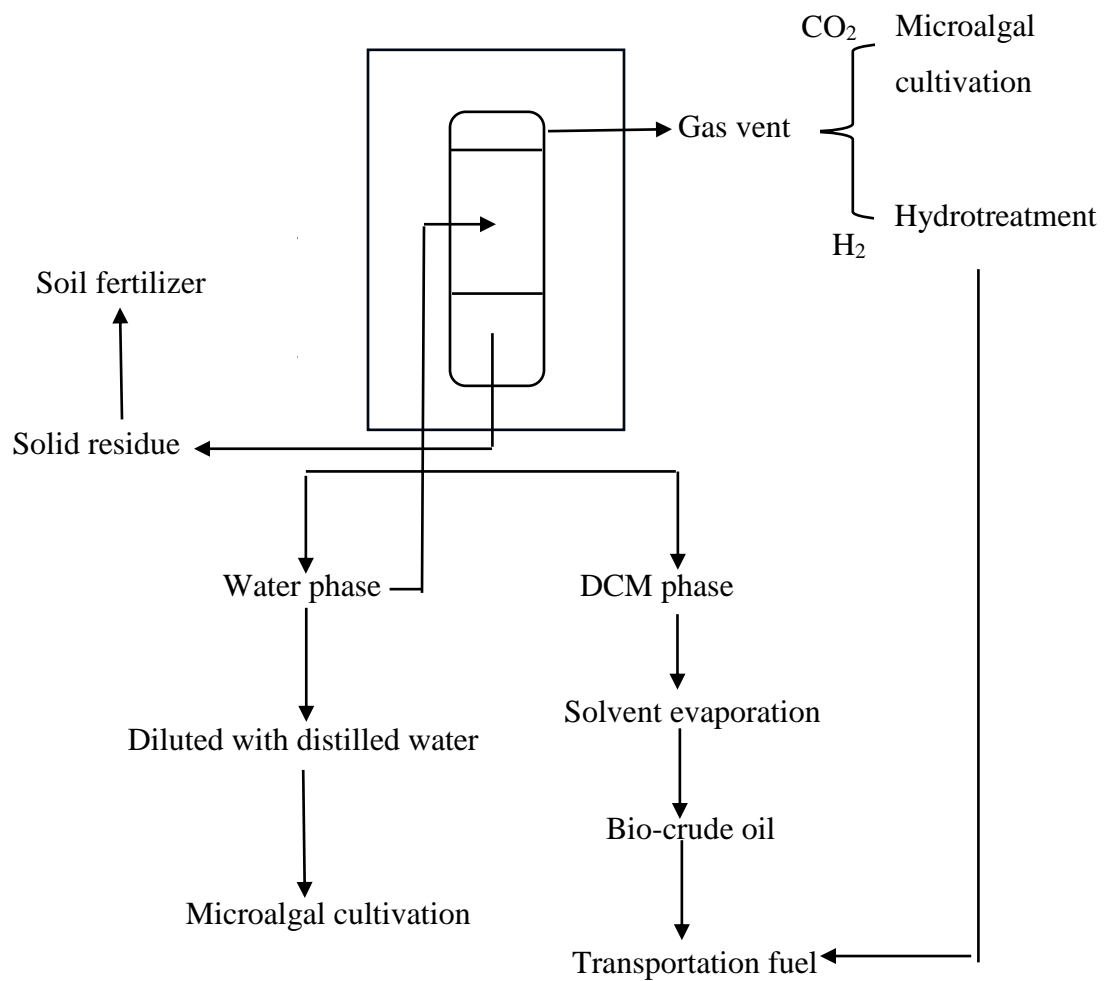 CO₂
Microalgal
cultivation
Gas vent
Hydrotreatment
H₂
Soil fertilizer
Solid residue
Water phase
DCM phase
Solvent evaporation
Diluted with distilled water
Bio-crude oil
Microalgal cultivation
Transportation fuel